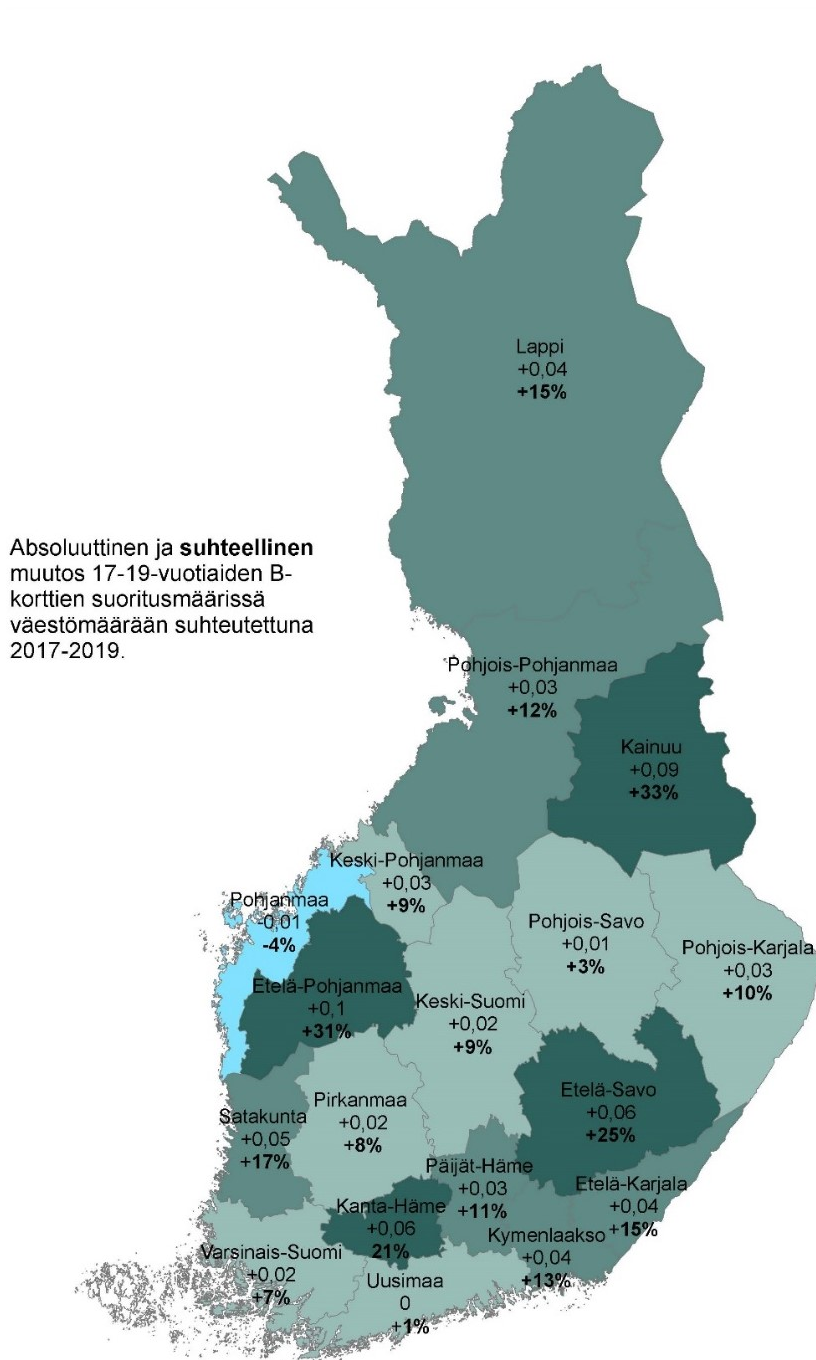 Lappi
+0,04
+15%
Absoluuttinen ja suhteellinen
muutos 17-19-vuotiaiden B-
korttien suoritusmäärissä
väestömäärään suhteutettuna
2017-2019.
Pohjois-Pohjanmaa
+0,03
+12%
Kainuu
+0,09
+33%
Keski-Pohjanmaa
+0,03
+9%
Pohjanmaa
-0,01
-4%
Pohjois-Savo
+0,01
+3%
Pohjois-Karjala
+0,03
+10%
Etelä-Pohjanmaa
+0,1
+31%
Keski-Suomi
+0,02
+9%
Etelä-Savo
+0,06
+25%
Pirkanmaa
+0,02
+8%
Satakunta
+0,05
+17%
Päijät-Häme
+0,03
+11%
Etelä-Karjala
+0,04
+15%
Kanta-Häme
+0,06
21%
Kymenlaakso
+0,04
+13%
Varsinais-Suomi
+0,02
+7%
Uusimaa
0
+1%